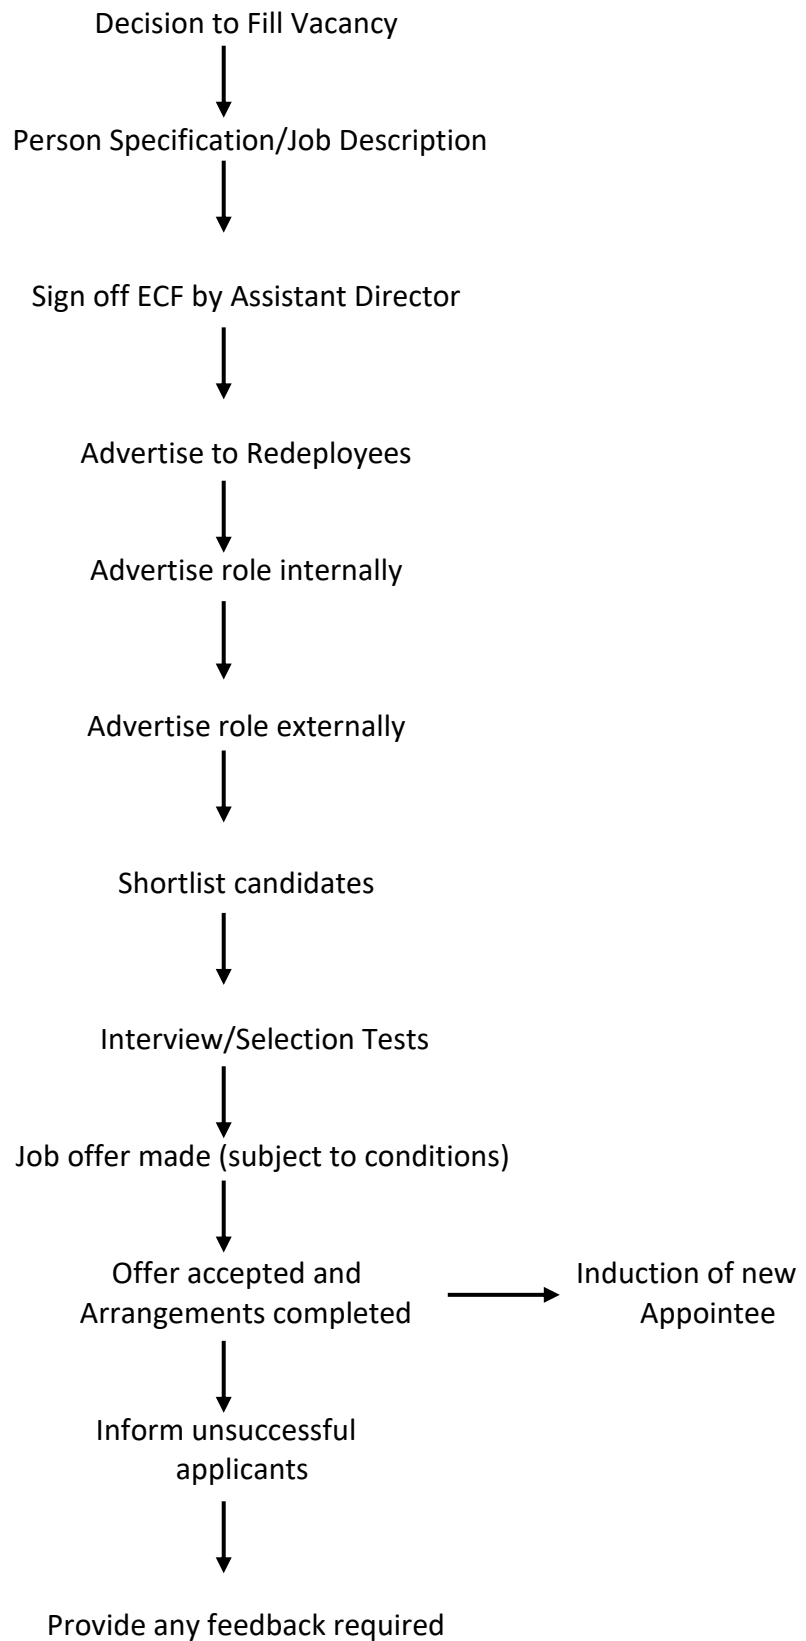 Decision to Fill Vacancy
Person Specification/Job Description
Sign off ECF by Assistant Director
Advertise to Redeployees
Advertise role internally
Advertise role externally
Shortlist candidates
Interview/Selection Tests
Job offer made (subject to conditions)
Offer accepted and
Arrangements completed
Induction of new
Appointee
Inform unsuccessful
applicants
Provide any feedback required